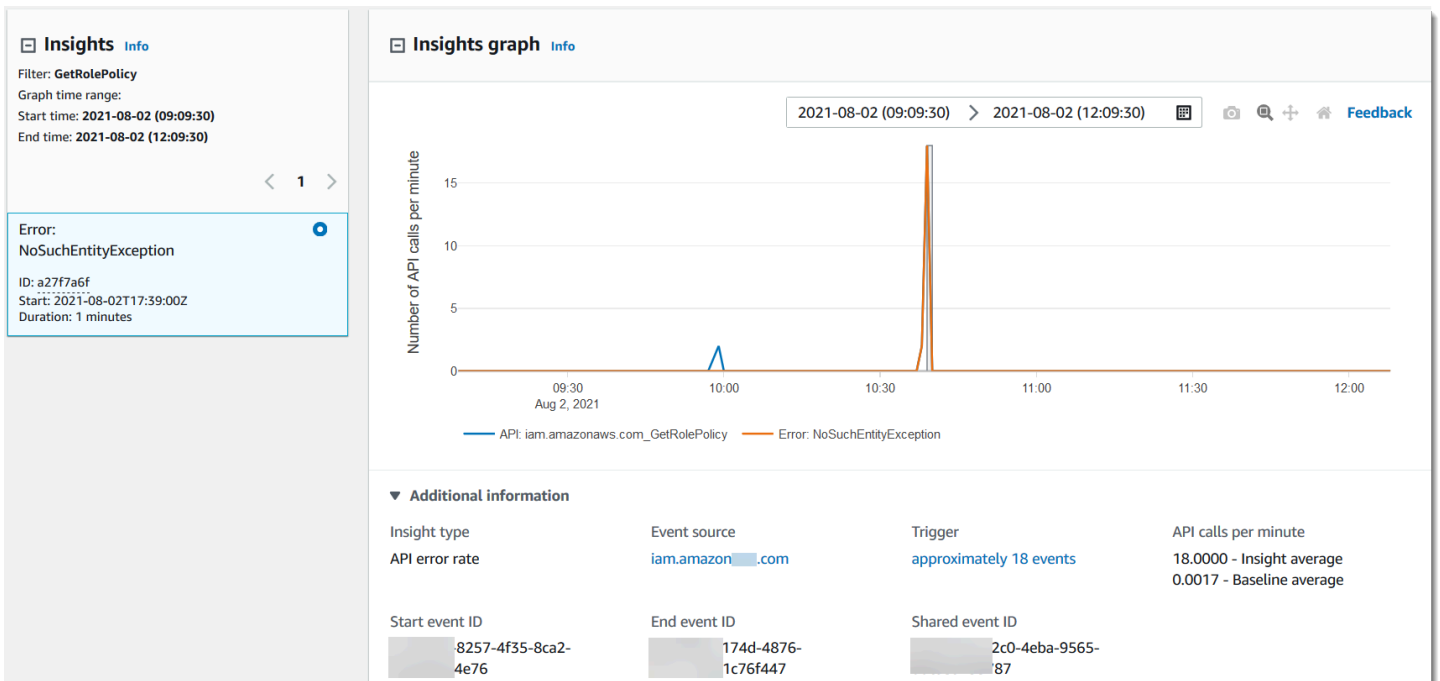 Insights Info
Filter: GetRolePolicy
Graph time range:
Start time: 2021-08-02 (09:09:30)
End time: 2021-08-02 (12:09:30)
1
Error:
NoSuchEntityException
ID: a27f7a6f
Start: 2021-08-02T17:39:00Z
Duration: 1 minutes
Insights graph Info
2021-08-02 (09:09:30) 2021-08-02 (12:09:30) Feedback
Number of API calls per minute
15
10
5
0
09:30 10:00 10:30 11:00 11:30 12:00
Aug 2, 2021
API: iam.amazonaws.com_GetRolePolicy Error: NoSuchEntityException
Additional information
Insight type Event source Trigger API calls per minute
API error rate iam.amazon .com approximately 18 events 18.0000 - Insight average
0.0017 - Baseline average
Start event ID End event ID Shared event ID
-8257-4f35-8ca2- 174d-4876- 2c0-4eba-9565-
4e76 1c76f447 87